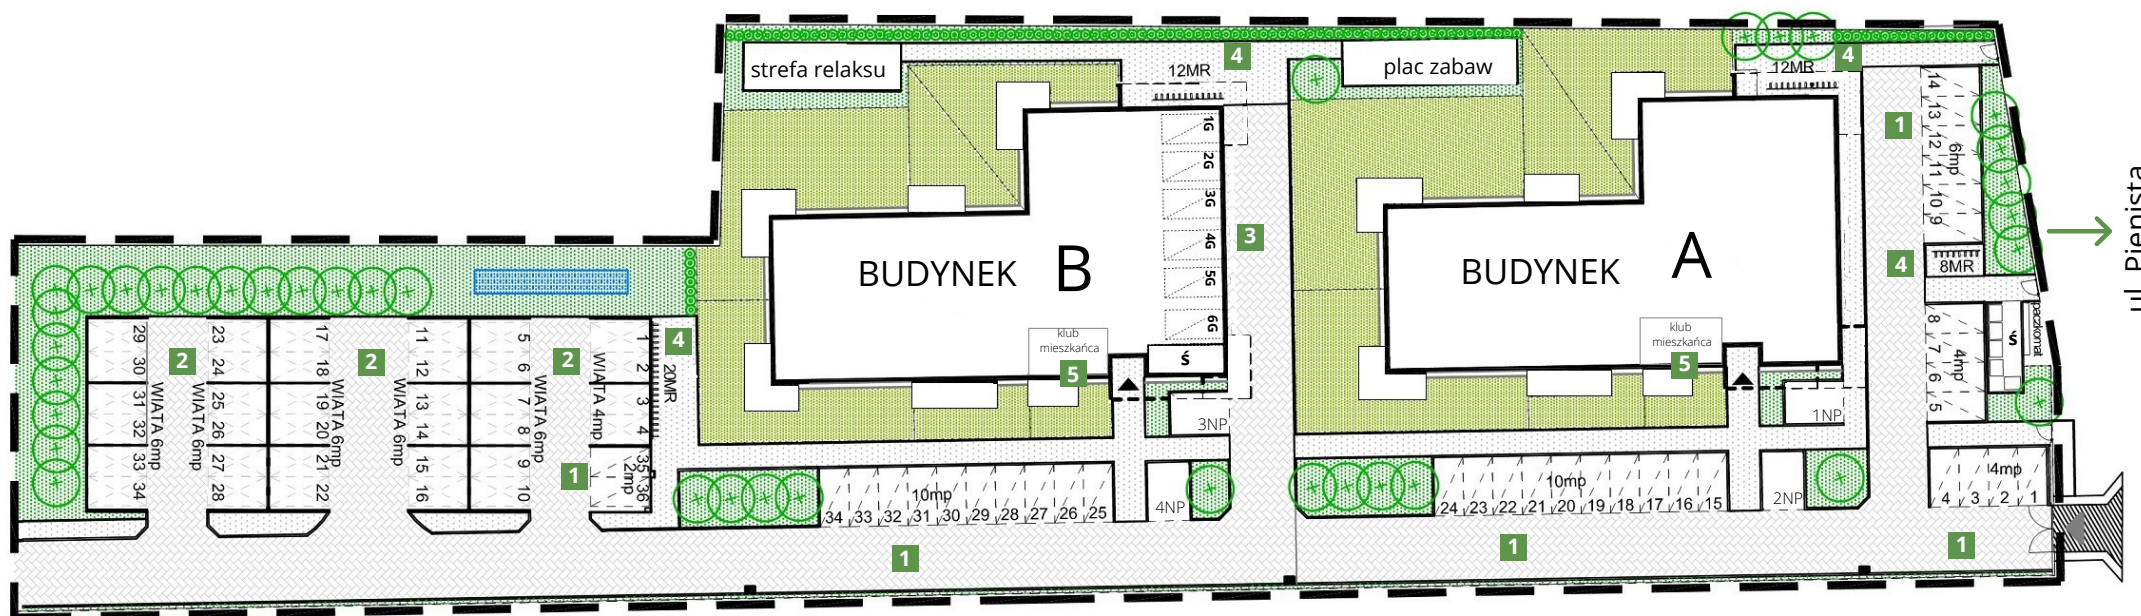 strefa relaksu
12MR
4
plac zabaw
12MR
4
1G
2G
3G
4G
5G
6G
ś
BUDYNEK B
klub
mieszkańca
5
3
BUDYNEK A
klub
mieszkańca
5
1
14 13 12 11 10 9
6mp
4
8MR
ul. Pienista
paczkomat
ś
8 7 6 5
4mp
4mp
4 3 2 1
29 30 31 32 33 34
WIATA 6mp
2
WIATA 6mp
23 24 25 26 27 28
17 18 19 20 21 22
WIATA 6mp
2
WIATA 6mp
11 12 13 14 15 16
5 6 7 8 9 10
WIATA 6mp
2
WIATA 4mp
1 2 3 4
35 36
2mp
1
20MR
4
10mp
34 33 32 31 30 29 28 27 26 25
3NP
4NP
10mp
24 23 22 21 20 19 18 17 16 15
1NP
2NP
1
1
1